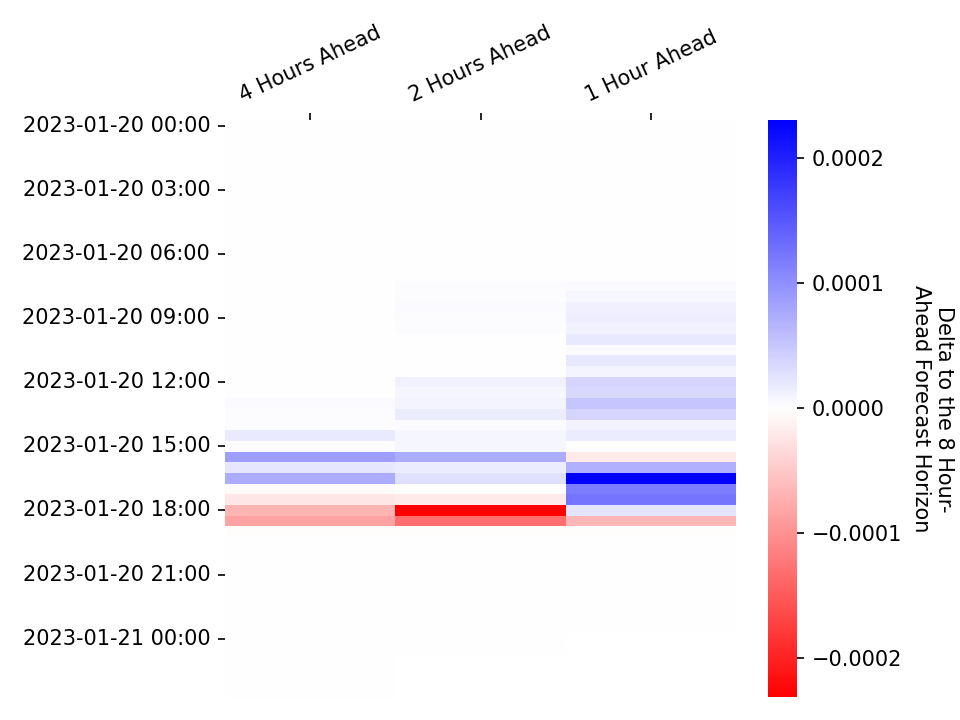 4 Hours Ahead
2 Hours Ahead
1 Hour Ahead
2023-01-20 00:00
2023-01-20 03:00
2023-01-20 06:00
2023-01-20 09:00
2023-01-20 12:00
2023-01-20 15:00
2023-01-20 18:00
2023-01-20 21:00
2023-01-21 00:00
0.0002
0.0001
0.0000
−0.0001
−0.0002
Delta to the 8 Hour-
Ahead Forecast Horizon